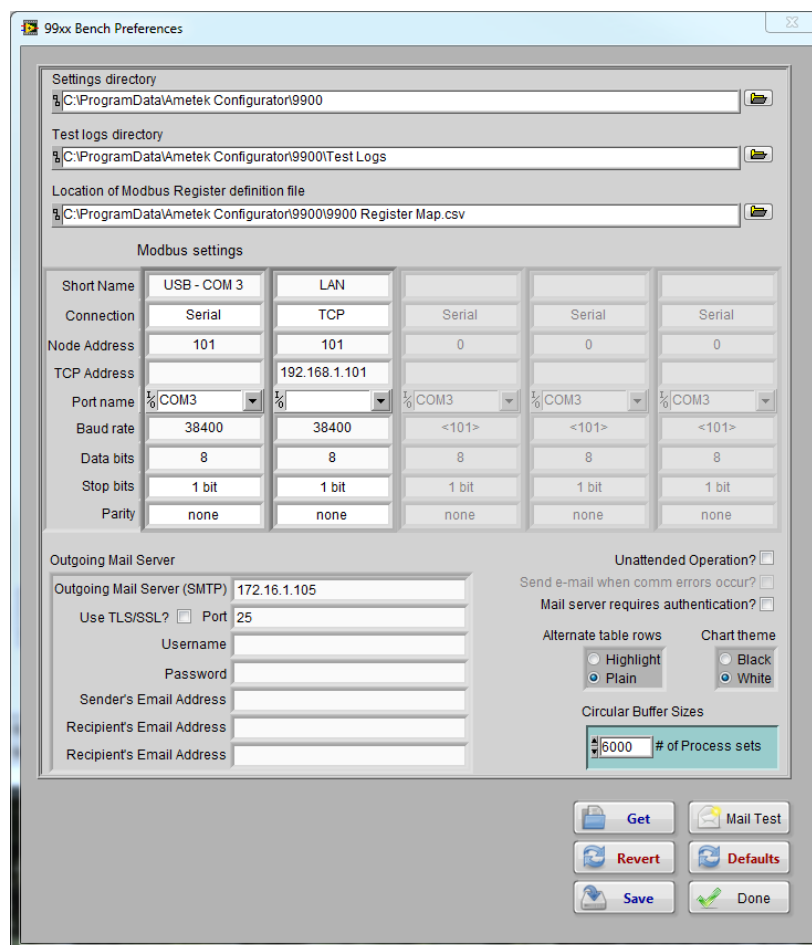 99xx Bench Preferences
Settings directory
C:\ProgramData\Ametek Configurator\9900
Test logs directory
C:\ProgramData\Ametek Configurator\9900\Test Logs
Location of Modbus Register definition file
C:\ProgramData\Ametek Configurator\9900\9900 Register Map.csv
Modbus settings
Short Name USB - COM 3 LAN
Connection Serial TCP Serial Serial Serial
Node Address 101 101 0 0 0
TCP Address 192.168.1.101
Port name COM3 COM3 COM3 COM3
Baud rate 38400 38400 <101> <101> <101>
Data bits 8 8 8 8 8
Stop bits 1 bit 1 bit 1 bit 1 bit 1 bit
Parity none none none none none
Outgoing Mail Server
Outgoing Mail Server (SMTP) 172.16.1.105
Use TLS/SSL? Port 25
Username
Password
Sender's Email Address
Recipient's Email Address
Recipient's Email Address
Unattended Operation?
Send e-mail when comm errors occur?
Mail server requires authentication?
Alternate table rows
Highlight
Plain
Chart theme
Black
White
Circular Buffer Sizes
6000 # of Process sets
Get Mail Test
Revert Defaults
Save Done